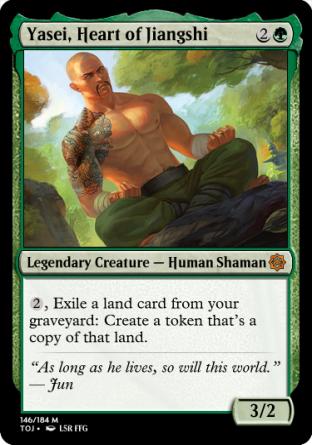 Yasei, Heart of Jiangshi 2
Legendary Creature — Human Shaman
2, Exile a land card from your
graveyard: Create a token that's a
copy of that land.
"As long as he lives, so will this world."
— Jun
3/2
146/184 M
TOJ • LSR FFG